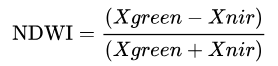 NDWI = (Xgreen − Xnir) / (Xgreen + Xnir)